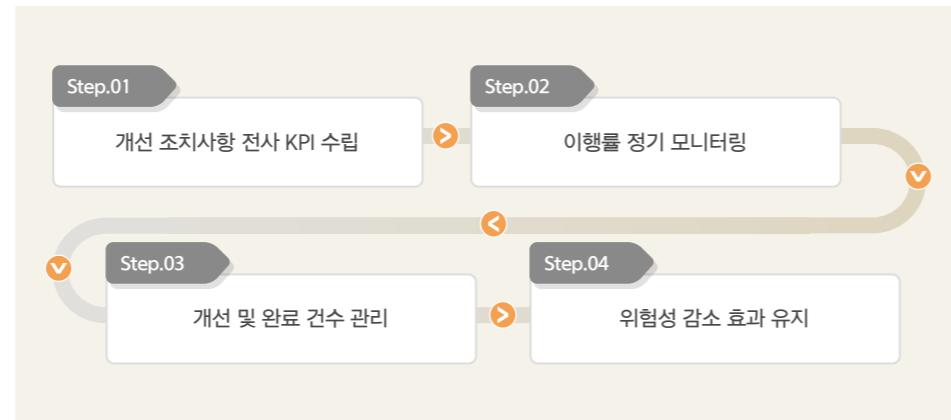 Step.01
개선 조치사항 전사 KPI 수립
Step.02
이행률 정기 모니터링
Step.03
개선 및 완료 건수 관리
Step.04
위험성 감소 효과 유지